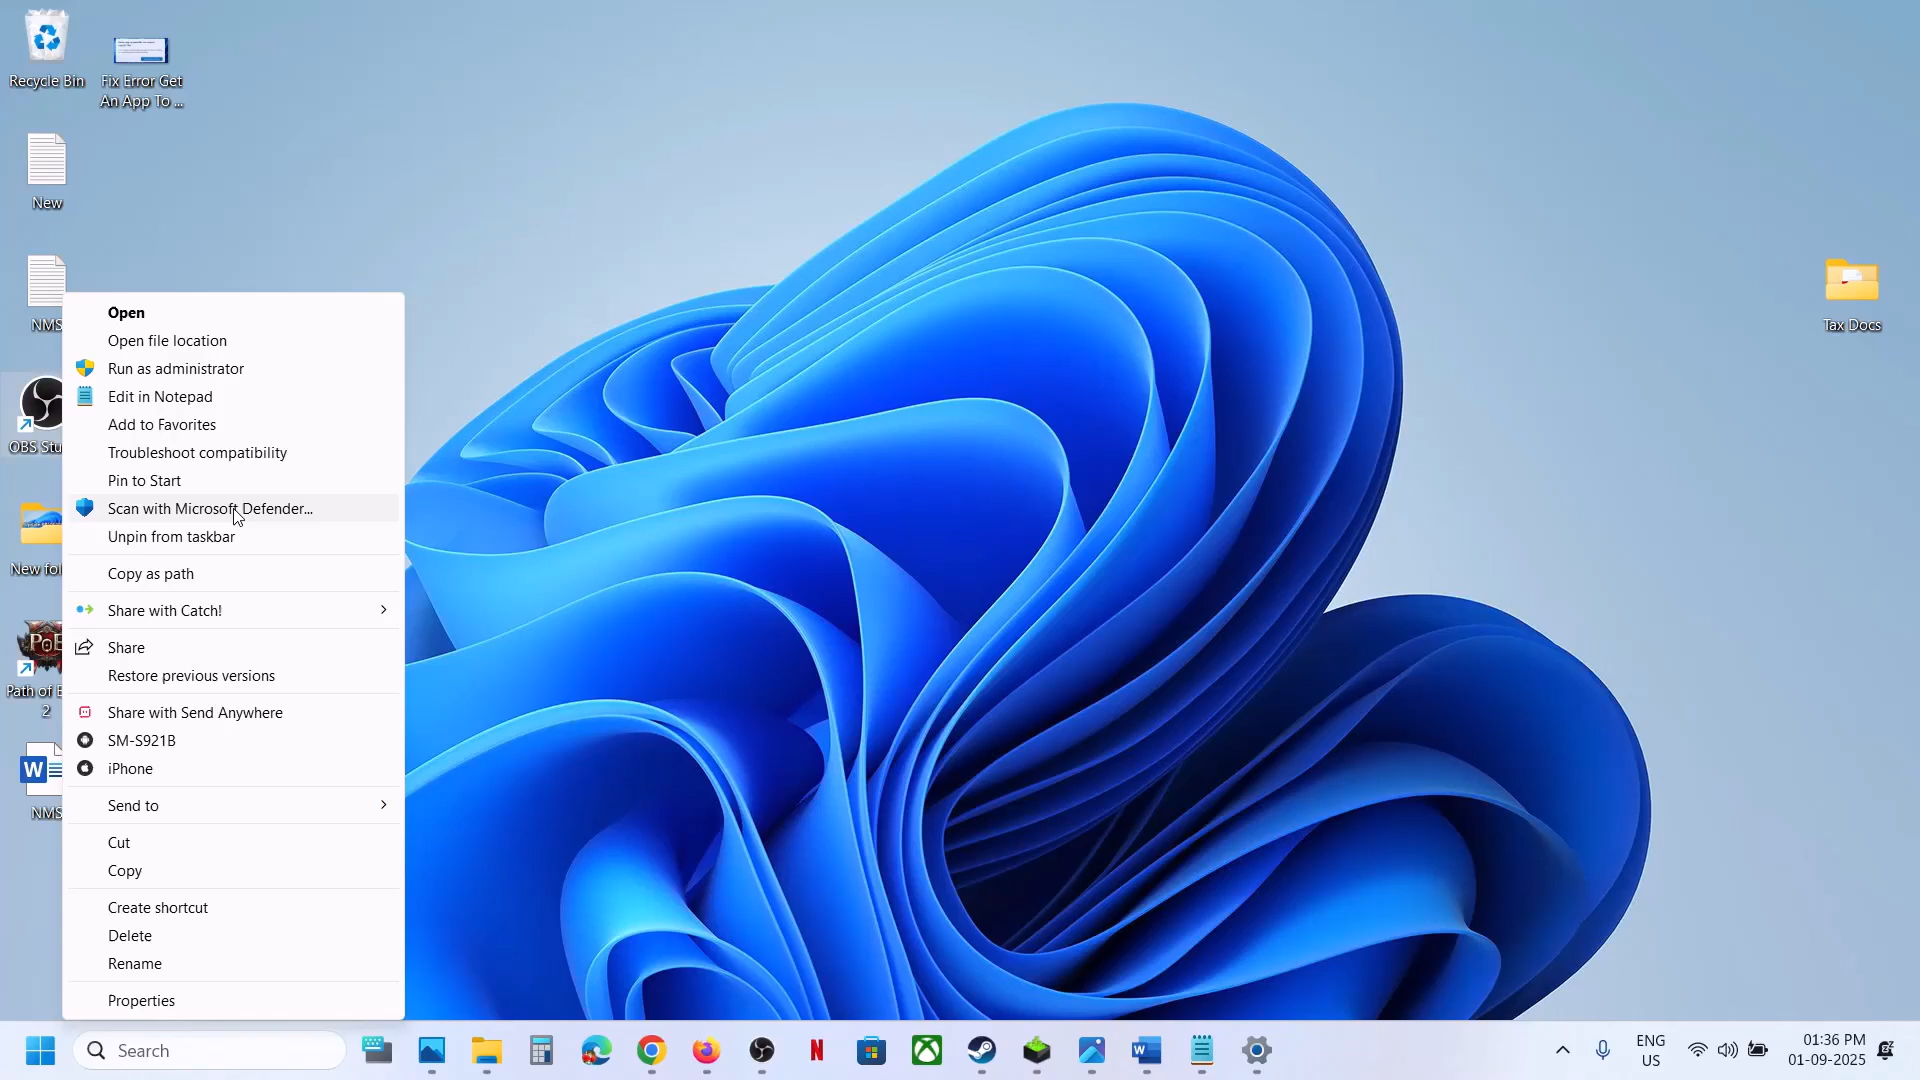 Recycle Bin
Fix Error Get
An App To ...
New
NMS
OBS Stu
New fol
Path of E
2
NMS
Tax Docs
Open
Open file location
Run as administrator
Edit in Notepad
Add to Favorites
Troubleshoot compatibility
Pin to Start
Scan with Microsoft Defender...
Unpin from taskbar
Copy as path
Share with Catch!
Share
Restore previous versions
Share with Send Anywhere
SM-S921B
iPhone
Send to
Cut
Copy
Create shortcut
Delete
Rename
Properties
Search
ENG
US
01:36 PM
01-09-2025